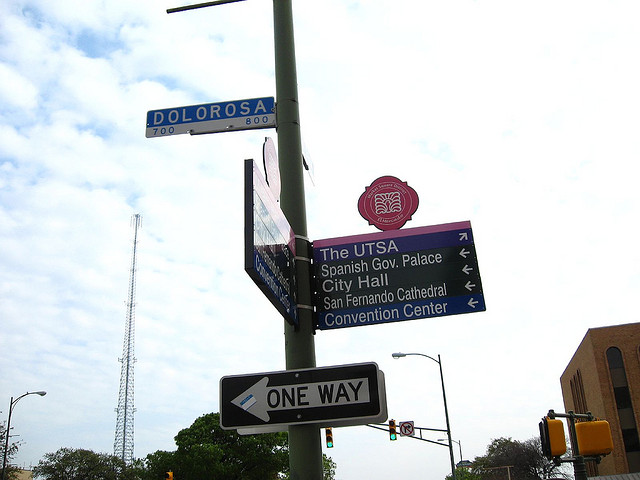 DOLOROSA
700 800
The UTSA
Spanish Gov. Palace
City Hall
San Fernando Cathedral
Convention Center
ONE WAY